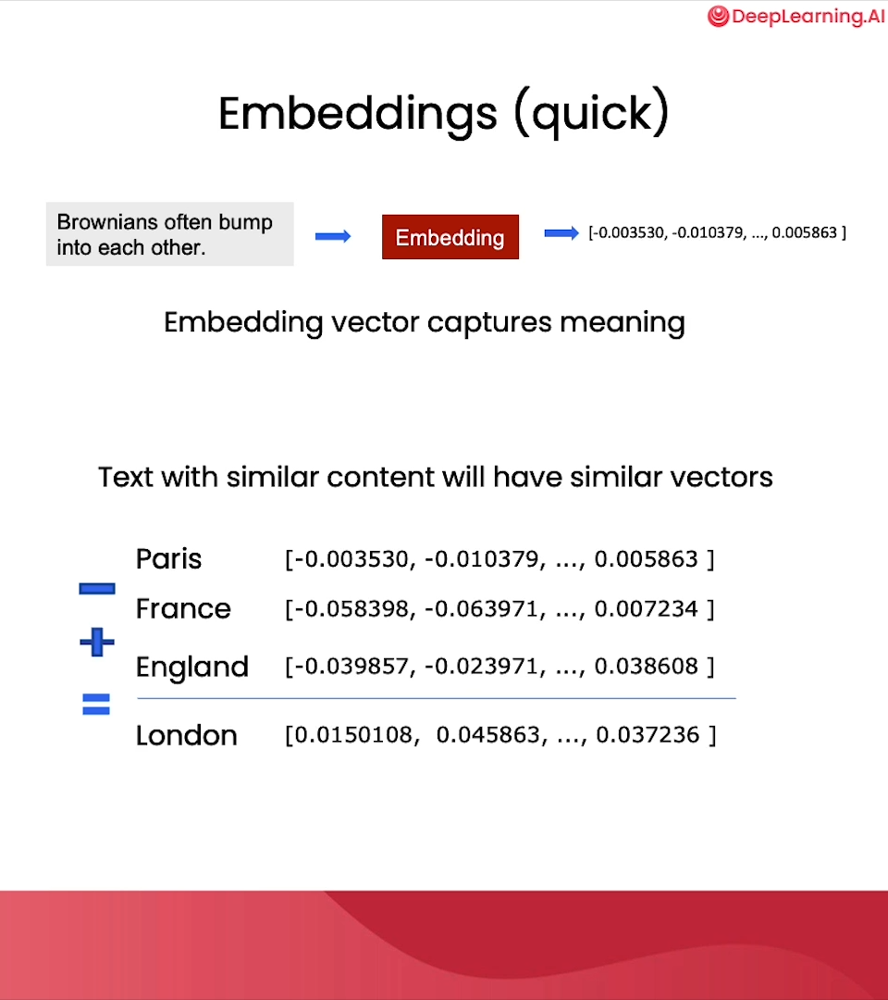 DeepLearning.AI
Embeddings (quick)
Brownians often bump
into each other.
Embedding
[-0.003530, -0.010379, ..., 0.005863 ]
Embedding vector captures meaning
Text with similar content will have similar vectors
Paris [-0.003530, -0.010379, ..., 0.005863 ]
−
France [-0.058398, -0.063971, ..., 0.007234 ]
+
England [-0.039857, -0.023971, ..., 0.038608 ]
=
London [0.0150108, 0.045863, ..., 0.037236 ]